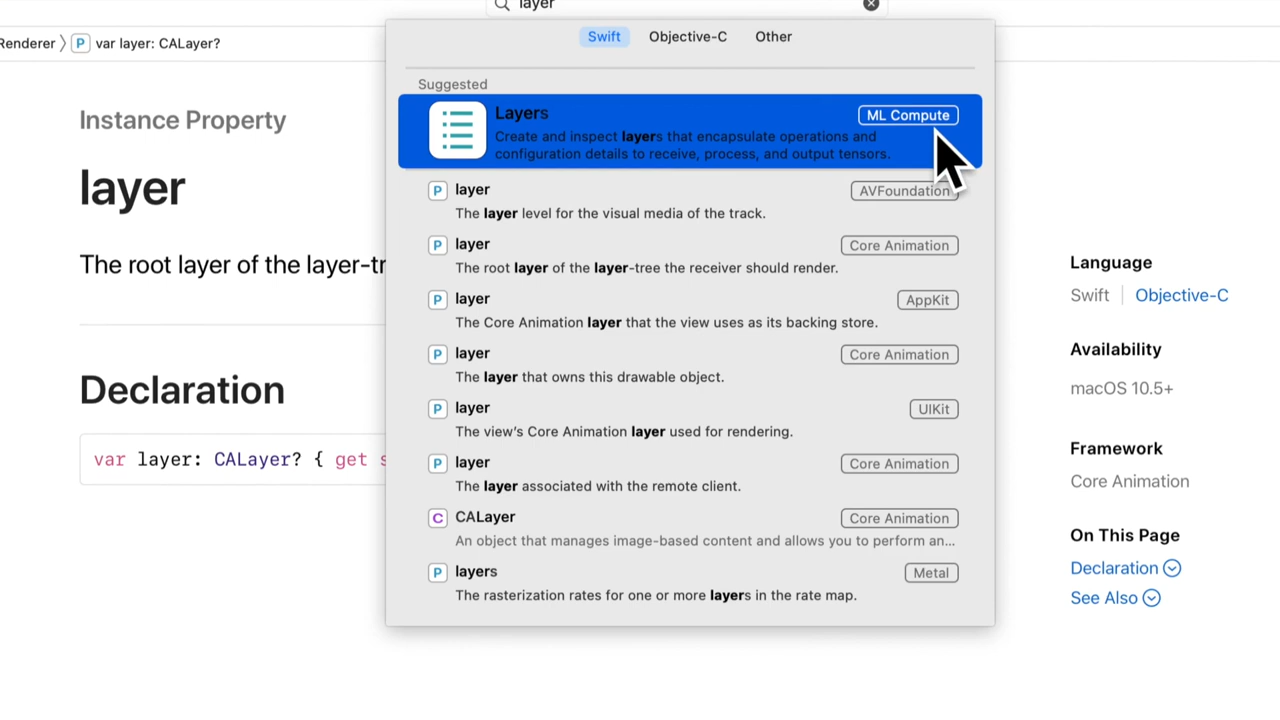 layer
Renderer 〉 P var layer: CALayer?
Swift Objective-C Other
Suggested
Layers ML Compute
Create and inspect layers that encapsulate operations and
configuration details to receive, process, and output tensors.
P layer AVFoundation
The layer level for the visual media of the track.
P layer Core Animation
The root layer of the layer-tree the receiver should render.
P layer AppKit
The Core Animation layer that the view uses as its backing store.
P layer Core Animation
The layer that owns this drawable object.
P layer UIKit
The view's Core Animation layer used for rendering.
P layer Core Animation
The layer associated with the remote client.
C CALayer Core Animation
An object that manages image-based content and allows you to perform an...
P layers Metal
The rasterization rates for one or more layers in the rate map.
Instance Property
layer
The root layer of the layer-tr
Declaration
var layer: CALayer? { get s
Language
Swift Objective-C
Availability
macOS 10.5+
Framework
Core Animation
On This Page
Declaration
See Also